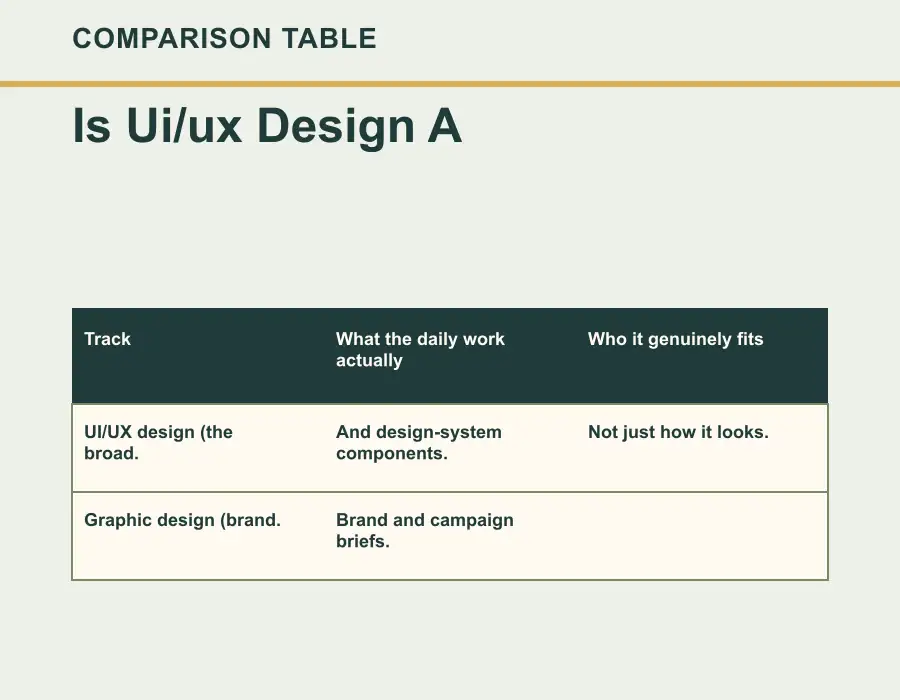 COMPARISON TABLE
Is Ui/ux Design A
Track
What the daily work
actually
Who it genuinely fits
UI/UX design (the
broad.
And design-system
components.
Not just how it looks.
Graphic design (brand.
Brand and campaign
briefs.